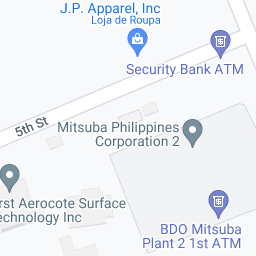 J.P. Apparel, Inc
Loja de Roupa
Security Bank ATM
5th St
Mitsuba Philippines
Corporation 2
rst Aerocote Surface
echnology Inc
BDO Mitsuba
Plant 2 1st ATM